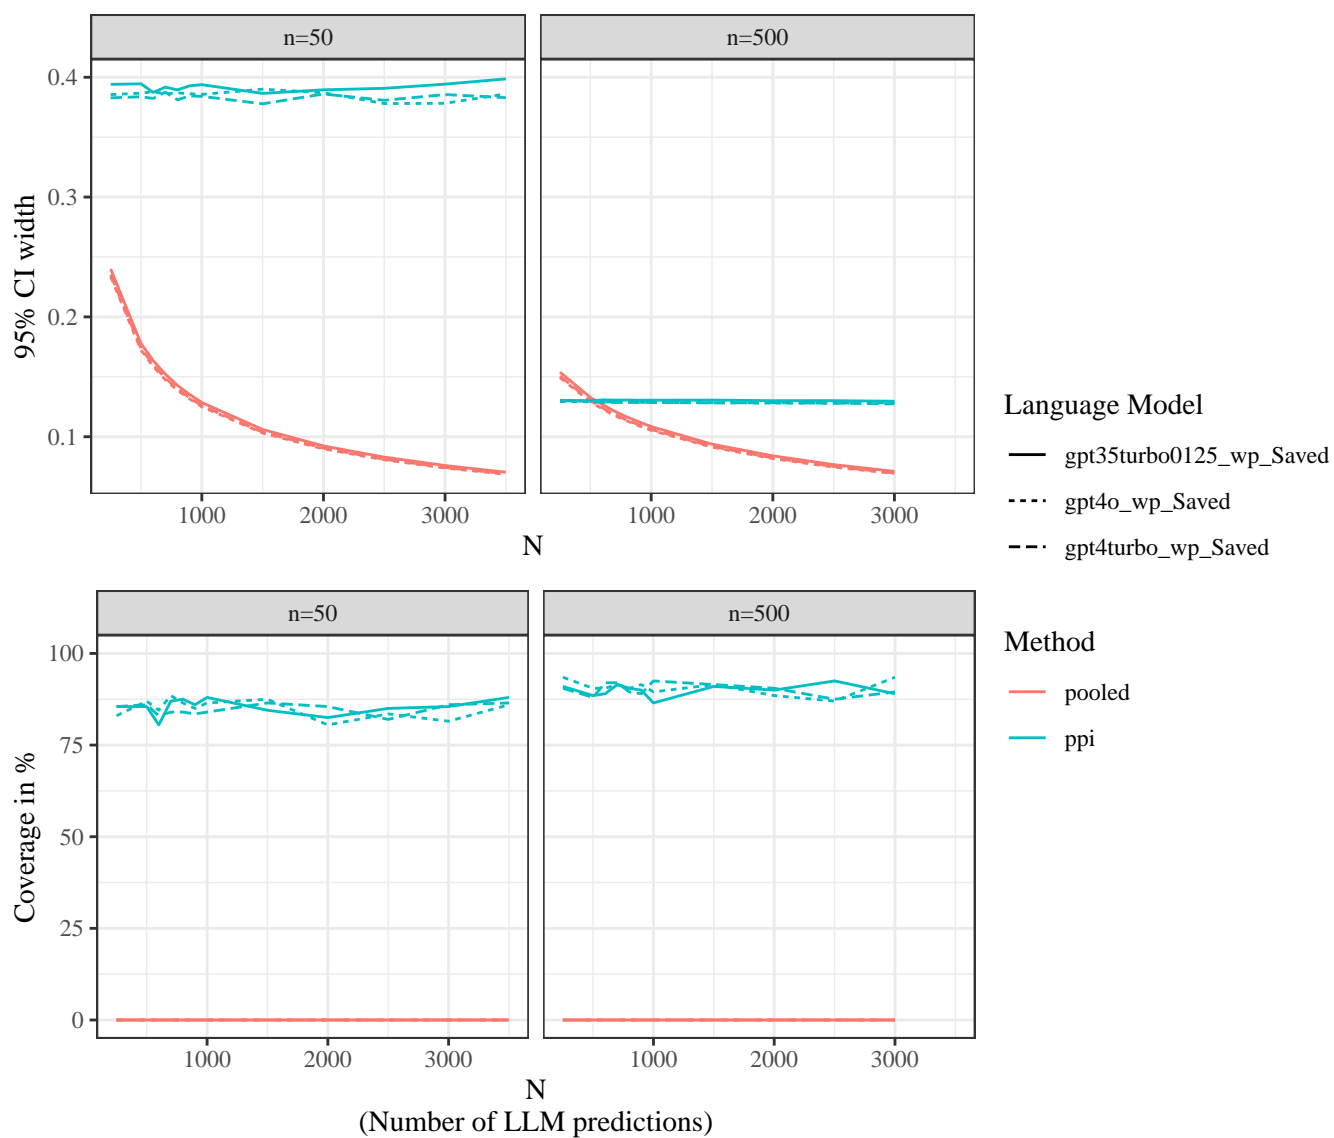 n=50
n=500
0.4
0.3
0.2
0.1
95% CI width
1000
2000
3000
1000
2000
3000
N
n=50
n=500
100
75
50
25
0
Coverage in %
1000
2000
3000
1000
2000
3000
N
(Number of LLM predictions)
Language Model
gpt35turbo0125_wp_Saved
gpt4o_wp_Saved
gpt4turbo_wp_Saved
Method
pooled
ppi